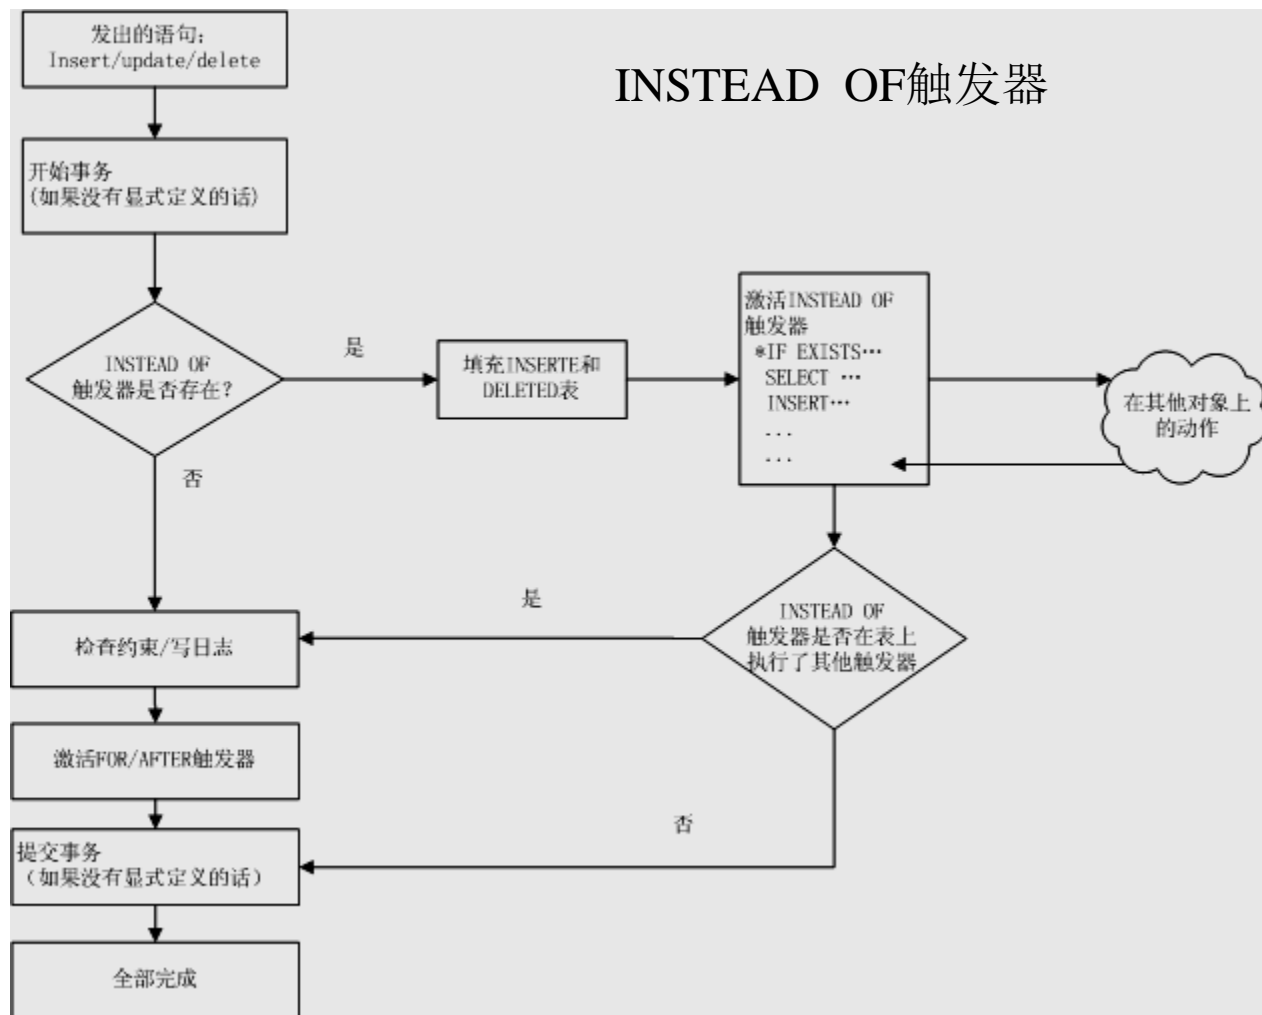 INSTEAD OF触发器
发出的语句:
Insert/update/delete
开始事务
(如果没有显式定义的话)
INSTEAD OF
触发器是否存在?
是
否
填充INSERTE和
DELETED表
激活INSTEAD OF
触发器
*IF EXISTS…
SELECT …
INSERT…
...
...
在其他对象上
的动作
INSTEAD OF
触发器是否在表上
执行了其他触发器
是
否
检查约束/写日志
激活FOR/AFTER触发器
提交事务
（如果没有显式定义的话）
全部完成